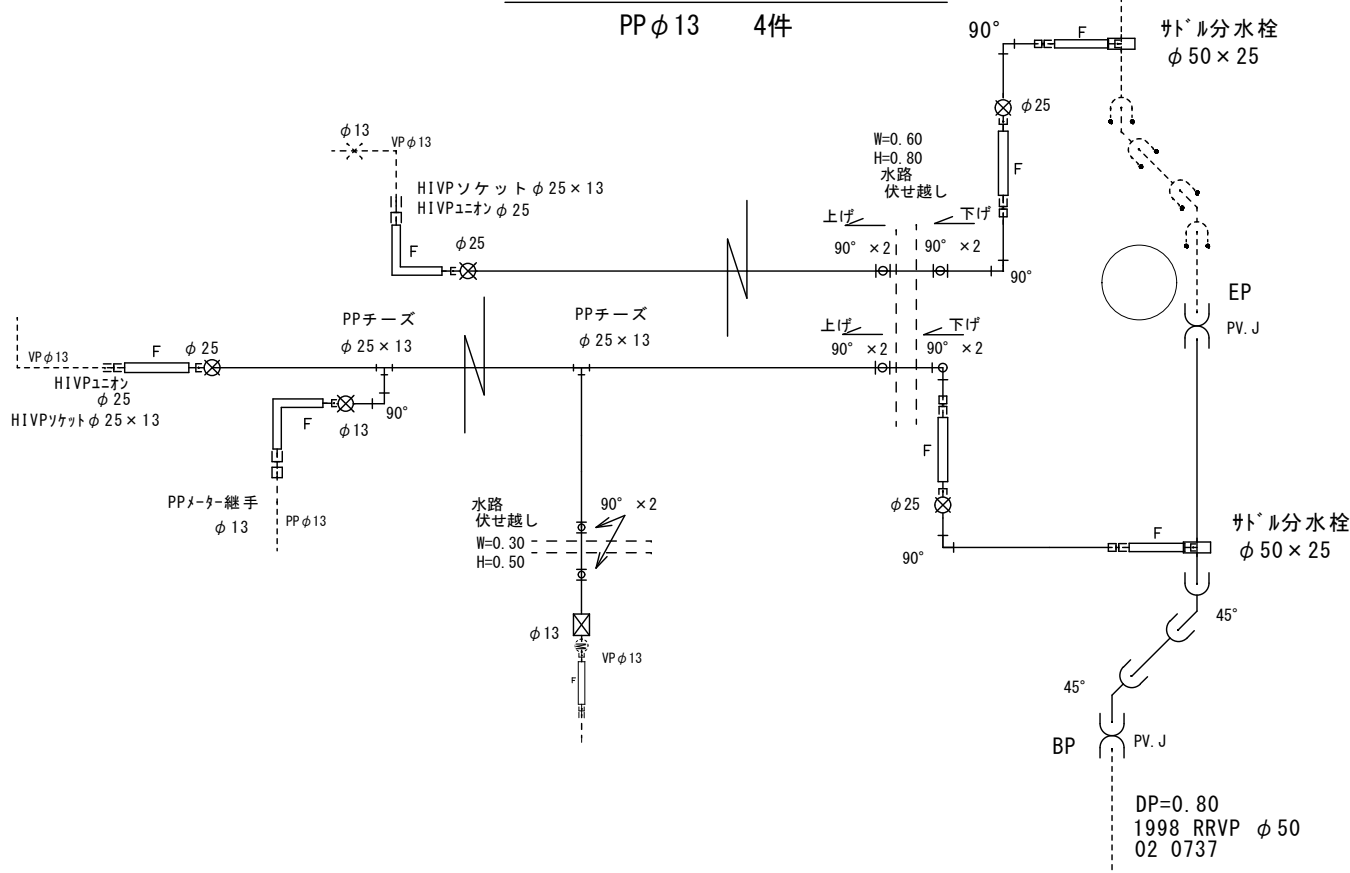 PPφ13　4件
90°
F
サドル分水栓
φ50×25
φ25
φ13
VPφ13
W=0.60
H=0.80
水路
伏せ越し
F
HIVPソケットφ25×13
HIVPユニオンφ25
上げ
下げ
F
φ25
90° ×2
90° ×2
90°
EP
PV.J
PPチーズ
φ25×13
PPチーズ
φ25×13
上げ
下げ
90° ×2
90° ×2
VPφ13
F
φ25
HIVPユニオン
φ25
HIVPソケットφ25×13
F
φ13
90°
F
PPメーター継手
φ13
PPφ13
水路
伏せ越し
90° ×2
W=0.30
H=0.50
φ25
90°
F
サドル分水栓
φ50×25
φ13
VPφ13
F
45°
45°
BP
PV.J
DP=0.80
1998 RRVP φ50
02 0737